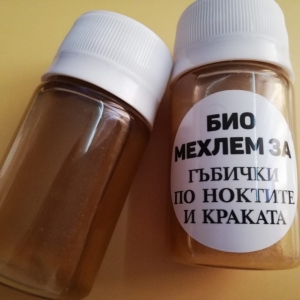 БИО
МЕХЛЕМ ЗА
ГЪБИЧКИ
ПО НОКТИТЕ
И КРАКАТА